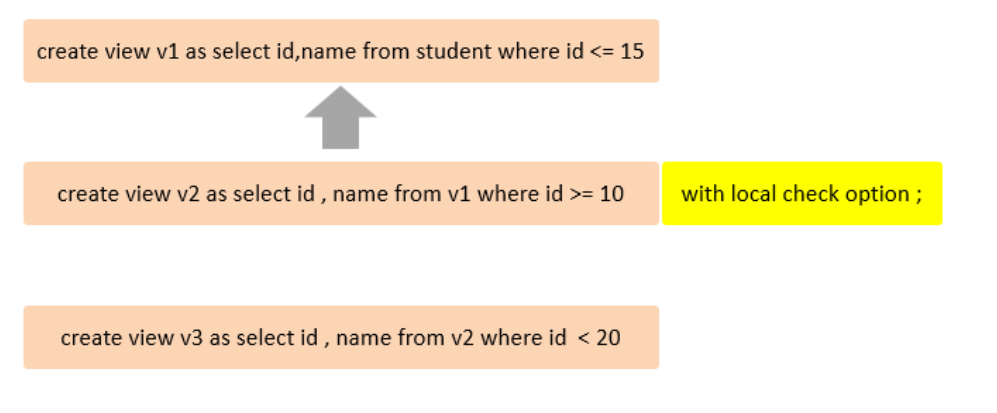 create view v1 as select id,name from student where id <= 15
create view v2 as select id , name from v1 where id >= 10 with local check option ;
create view v3 as select id , name from v2 where id < 20